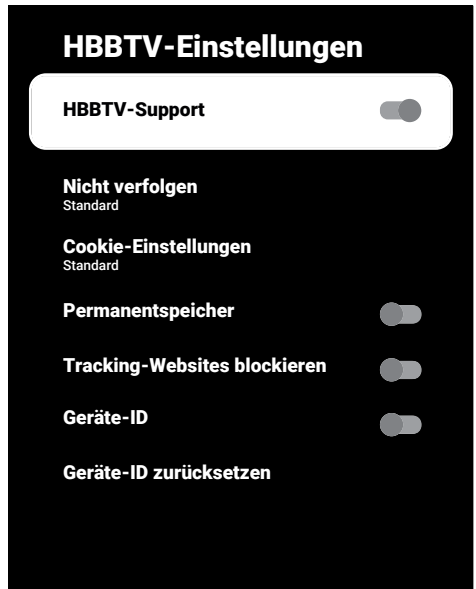 HBBTV-Einstellungen
HBBTV-Support
Nicht verfolgen
Standard
Cookie-Einstellungen
Standard
Permanentspeicher
Tracking-Websites blockieren
Geräte-ID
Geräte-ID zurücksetzen